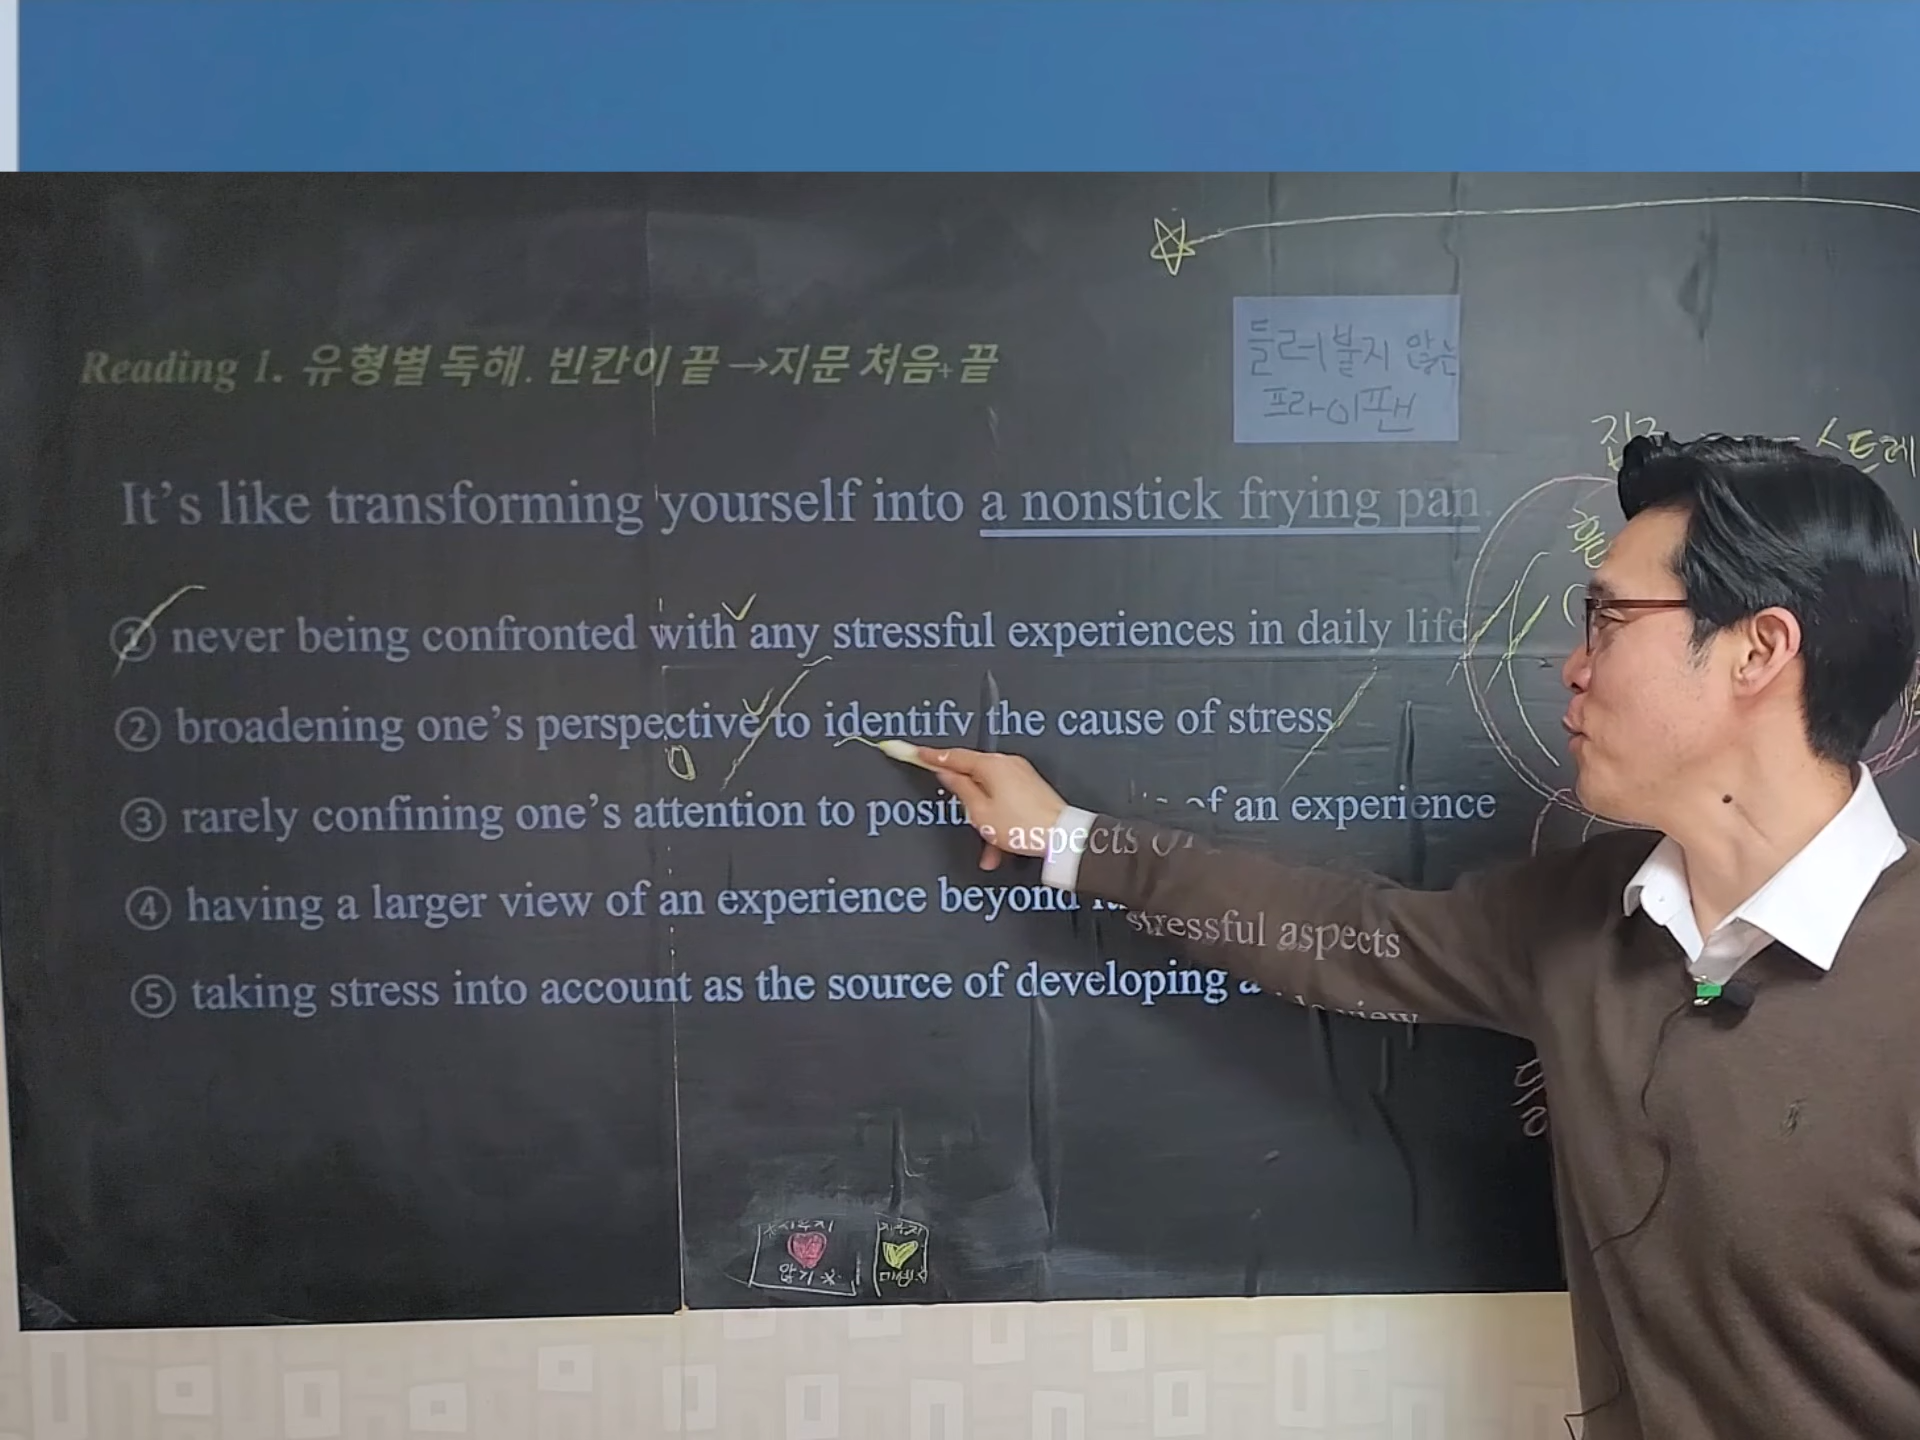 Reading 1. 유형별 독해. 빈칸이 끝 →지문 처음+ 끝
들러붙지 않는
프라이팬
스트레
It's like transforming yourself into a nonstick frying pan.
① never being confronted with any stressful experiences in daily life
② broadening one's perspective to identify the cause of stress
③ rarely confining one's attention to positive aspects of an experience
④ having a larger view of an experience beyond stressful aspects
⑤ taking stress into account as the source of developing view